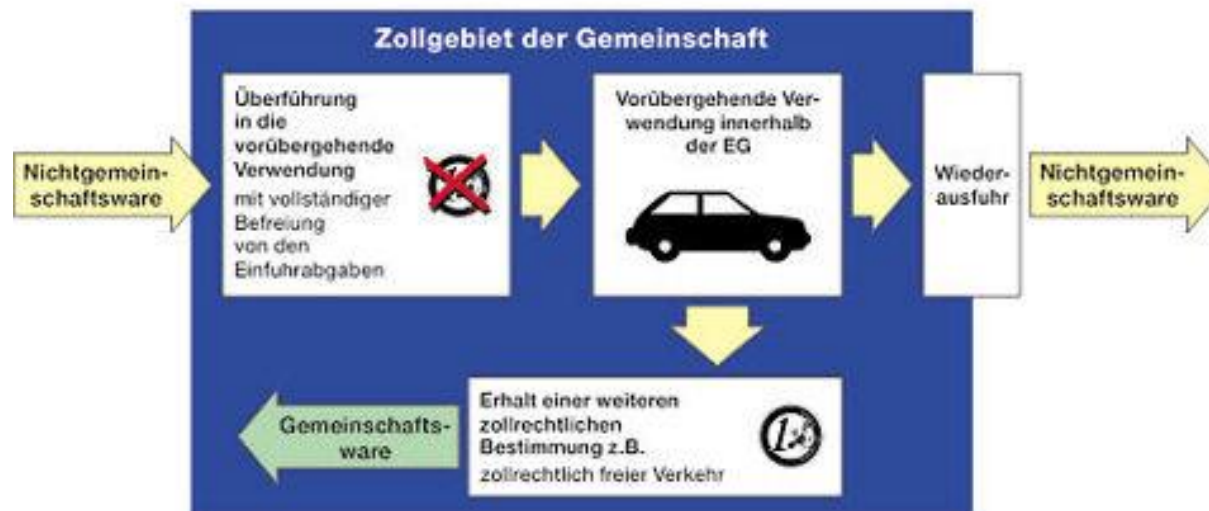 Zollgebiet der Gemeinschaft
Nichtgemein-
schaftsware
Überführung
in die
vorübergehende
Verwendung
mit vollständiger
Befreiung
von den
Einfuhrabgaben
Vorübergehende Ver-
wendung innerhalb
der EG
Wieder-
ausfuhr
Nichtgemein-
schaftsware
Gemeinschafts-
ware
Erhalt einer weiteren
zollrechtlichen
Bestimmung z.B.
zollrechtlich freier Verkehr
1